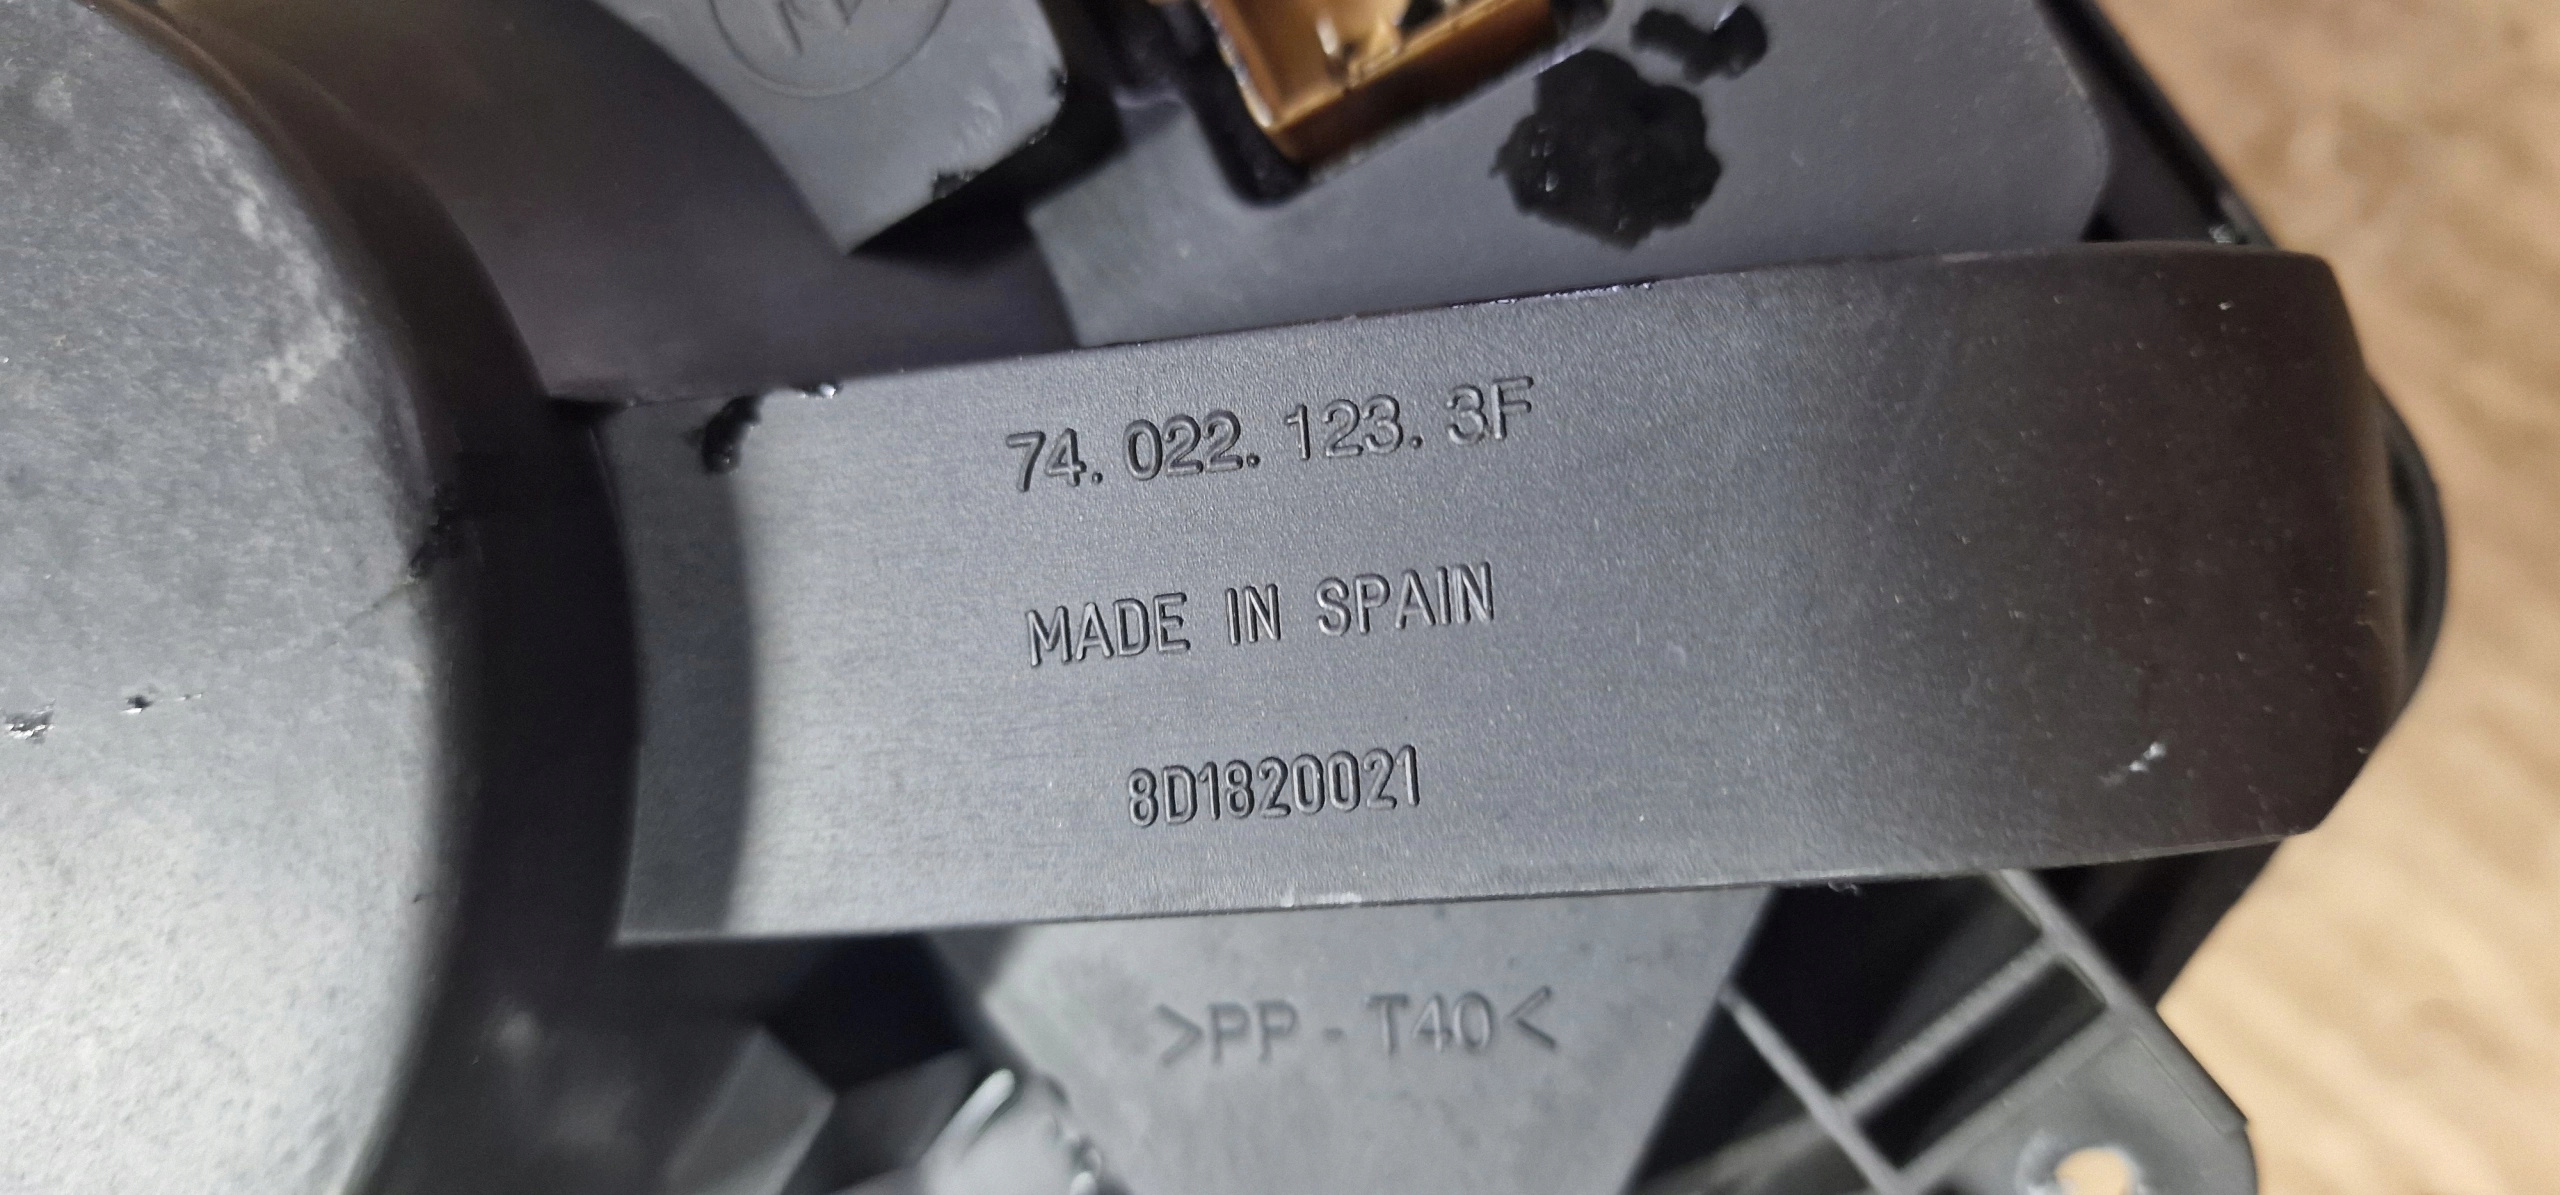 74. 022. 123. 3F
MADE IN SPAIN
8D1820021
>PP - T40<